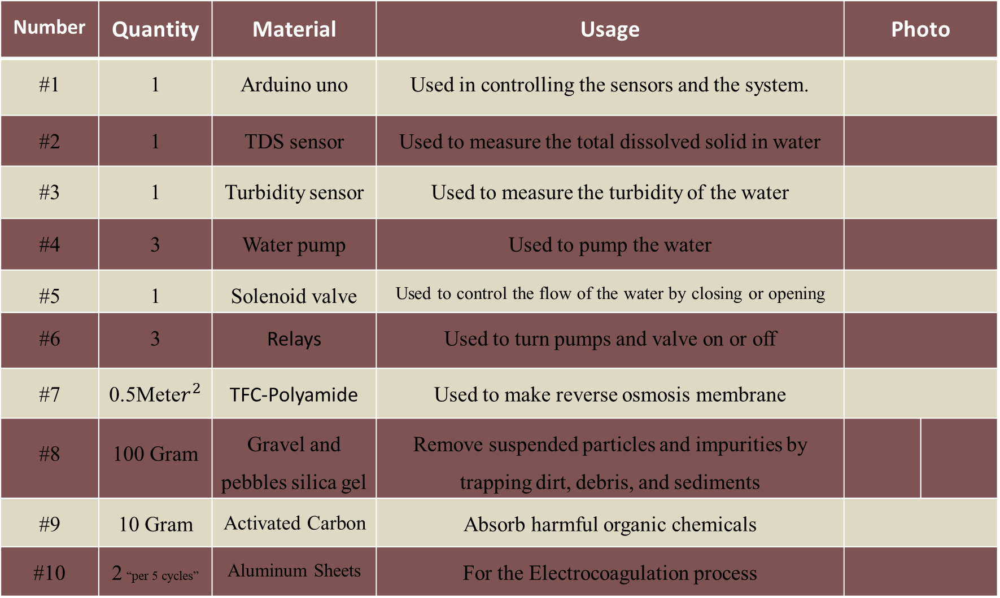 Number Quantity Material Usage Photo
#1 1 Arduino uno Used in controlling the sensors and the system.
#2 1 TDS sensor Used to measure the total dissolved solid in water
#3 1 Turbidity sensor Used to measure the turbidity of the water
#4 3 Water pump Used to pump the water
#5 1 Solenoid valve Used to control the flow of the water by closing or opening
#6 3 Relays Used to turn pumps and valve on or off
#7 0.5Meter² TFC-Polyamide Used to make reverse osmosis membrane
#8 100 Gram Gravel and
pebbles silica gel Remove suspended particles and impurities by
trapping dirt, debris, and sediments
#9 10 Gram Activated Carbon Absorb harmful organic chemicals
#10 2 “per 5 cycles” Aluminum Sheets For the Electrocoagulation process